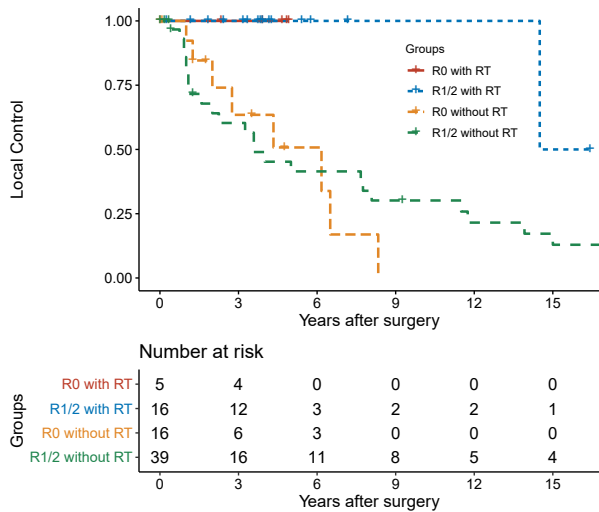 1.00
0.75
0.50
0.25
0.00
Local Control
Groups
R0 with RT
R1/2 with RT
R0 without RT
R1/2 without RT
0 3 6 9 12 15
Years after surgery
Number at risk
Groups
R0 with RT 5 4 0 0 0 0
R1/2 with RT 16 12 3 2 2 1
R0 without RT 16 6 3 0 0 0
R1/2 without RT 39 16 11 8 5 4
0 3 6 9 12 15
Years after surgery